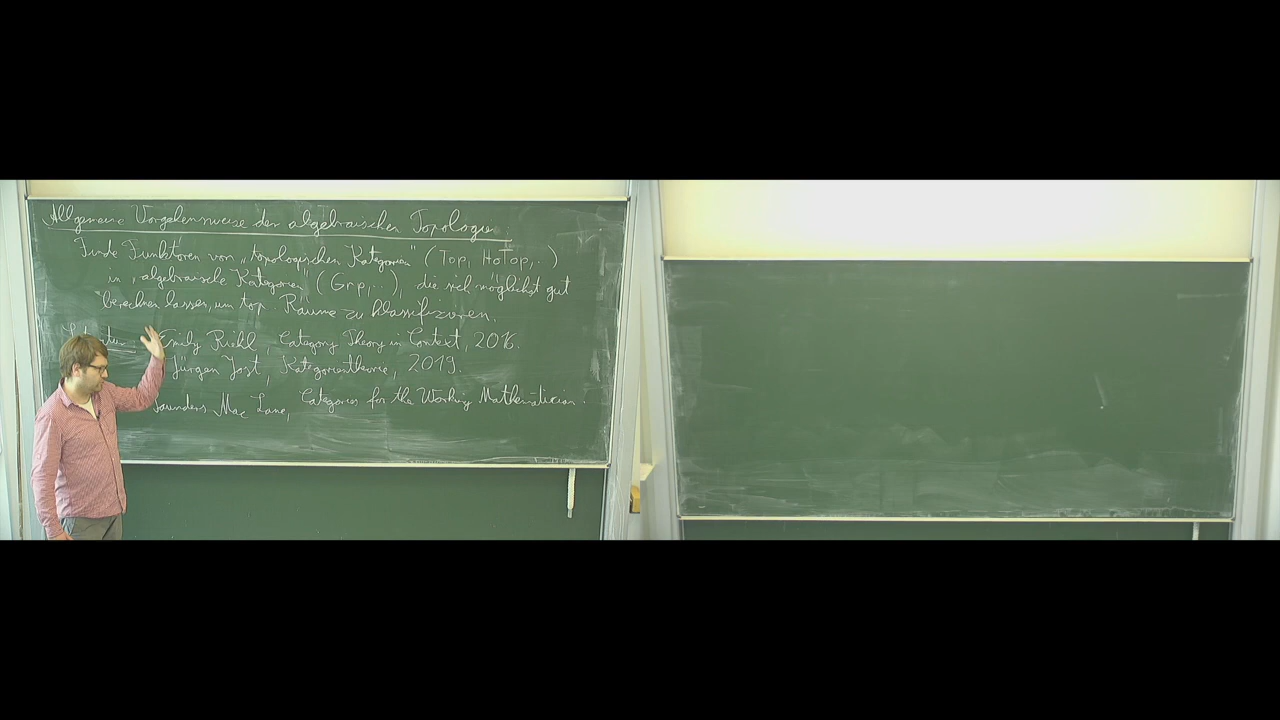 Allgemeine Vorgehensweise der algebraischen Topologie:
Finde Funktoren von „topologischen Kategorien" (Top, HoTop, ..)
in „algebraische Kategorien" (Grp, ..), die sich möglichst gut
berechnen lassen, um top. Räume zu klassifizieren.
Emily Riehl, Category Theory in Context, 2016.
Jürgen Jost, Kategorientheorie, 2019.
Saunders Mac Lane, Categories for the Working Mathematician.